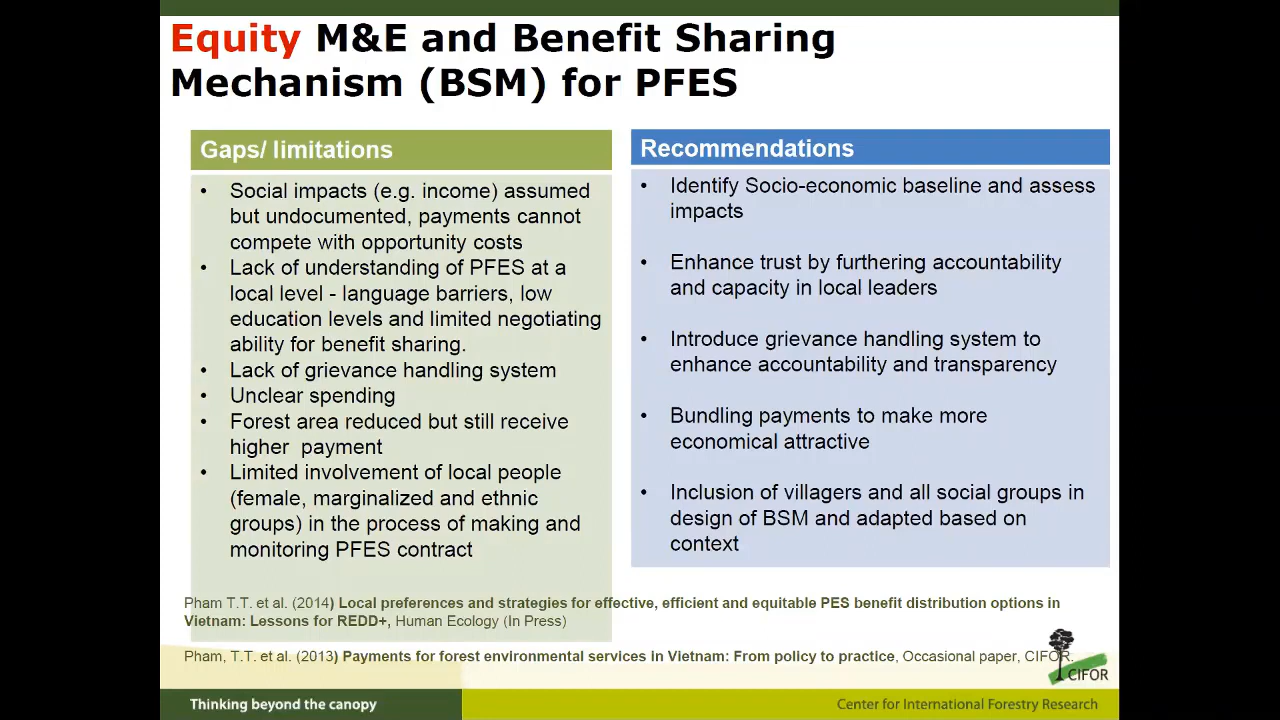 Equity M&E and Benefit Sharing
Mechanism (BSM) for PFES
Gaps/ limitations
• Social impacts (e.g. income) assumed
but undocumented, payments cannot
compete with opportunity costs
• Lack of understanding of PFES at a
local level - language barriers, low
education levels and limited negotiating
ability for benefit sharing.
• Lack of grievance handling system
• Unclear spending
• Forest area reduced but still receive
higher  payment
• Limited involvement of local people
(female, marginalized and ethnic
groups) in the process of making and
monitoring PFES contract
Recommendations
• Identify Socio-economic baseline and assess
impacts
• Enhance trust by furthering accountability
and capacity in local leaders
• Introduce grievance handling system to
enhance accountability and transparency
• Bundling payments to make more
economical attractive
• Inclusion of villagers and all social groups in
design of BSM and adapted based on
context
Pham T.T. et al. (2014) Local preferences and strategies for effective, efficient and equitable PES benefit distribution options in
Vietnam: Lessons for REDD+, Human Ecology (In Press)
Pham, T.T. et al. (2013) Payments for forest environmental services in Vietnam: From policy to practice, Occasional paper, CIFOR.
CIFOR
Thinking beyond the canopy
Center for International Forestry Research